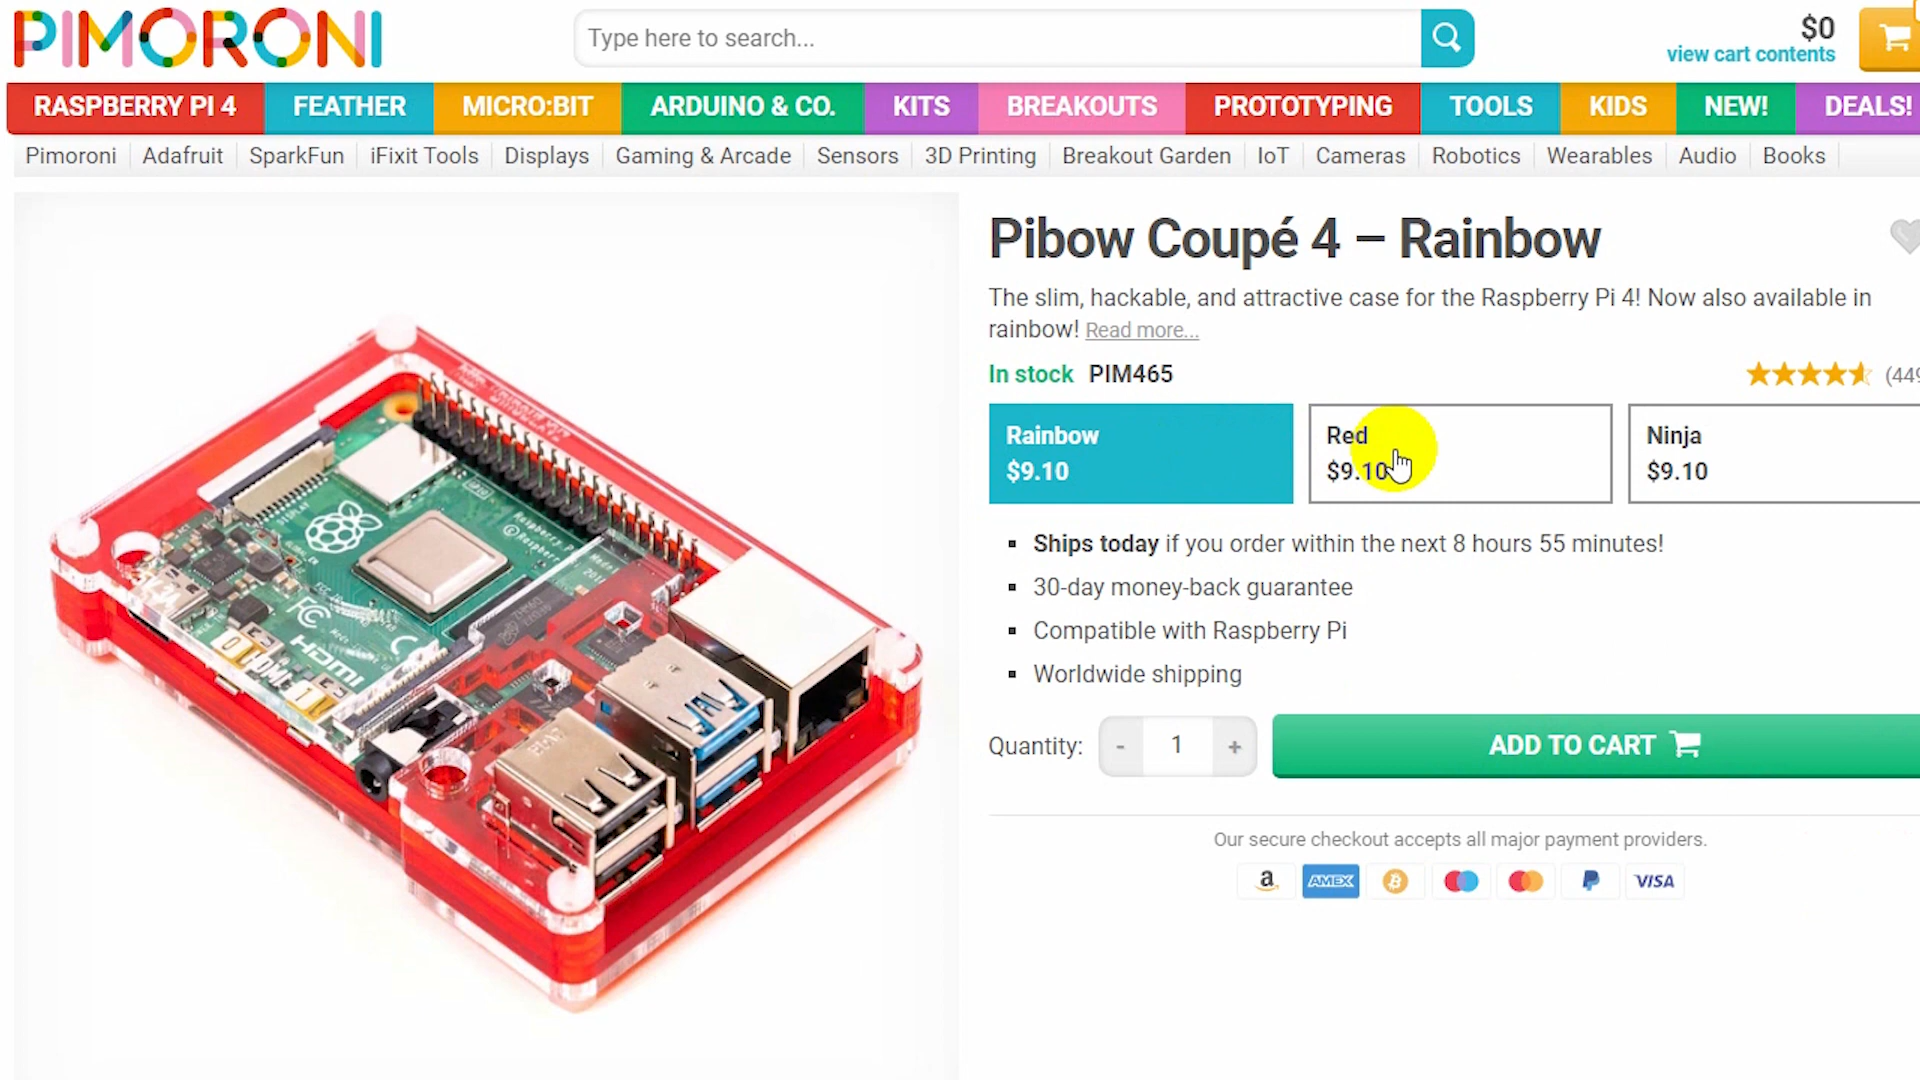 PIMORONI
Type here to search...
$0
view cart contents
RASPBERRY PI 4 FEATHER MICRO:BIT ARDUINO & CO. KITS BREAKOUTS PROTOTYPING TOOLS KIDS NEW! DEALS!
Pimoroni Adafruit SparkFun iFixit Tools Displays Gaming & Arcade Sensors 3D Printing Breakout Garden IoT Cameras Robotics Wearables Audio Books
Pibow Coupé 4 – Rainbow
The slim, hackable, and attractive case for the Raspberry Pi 4! Now also available in
rainbow! Read more...
In stock PIM465
(449
Rainbow
$9.10
Red
$9.10
Ninja
$9.10
Ships today if you order within the next 8 hours 55 minutes!
30-day money-back guarantee
Compatible with Raspberry Pi
Worldwide shipping
Quantity: - 1 + ADD TO CART
Our secure checkout accepts all major payment providers.
a AMEX VISA
DISPLAY
GPIO
FC
HDMI